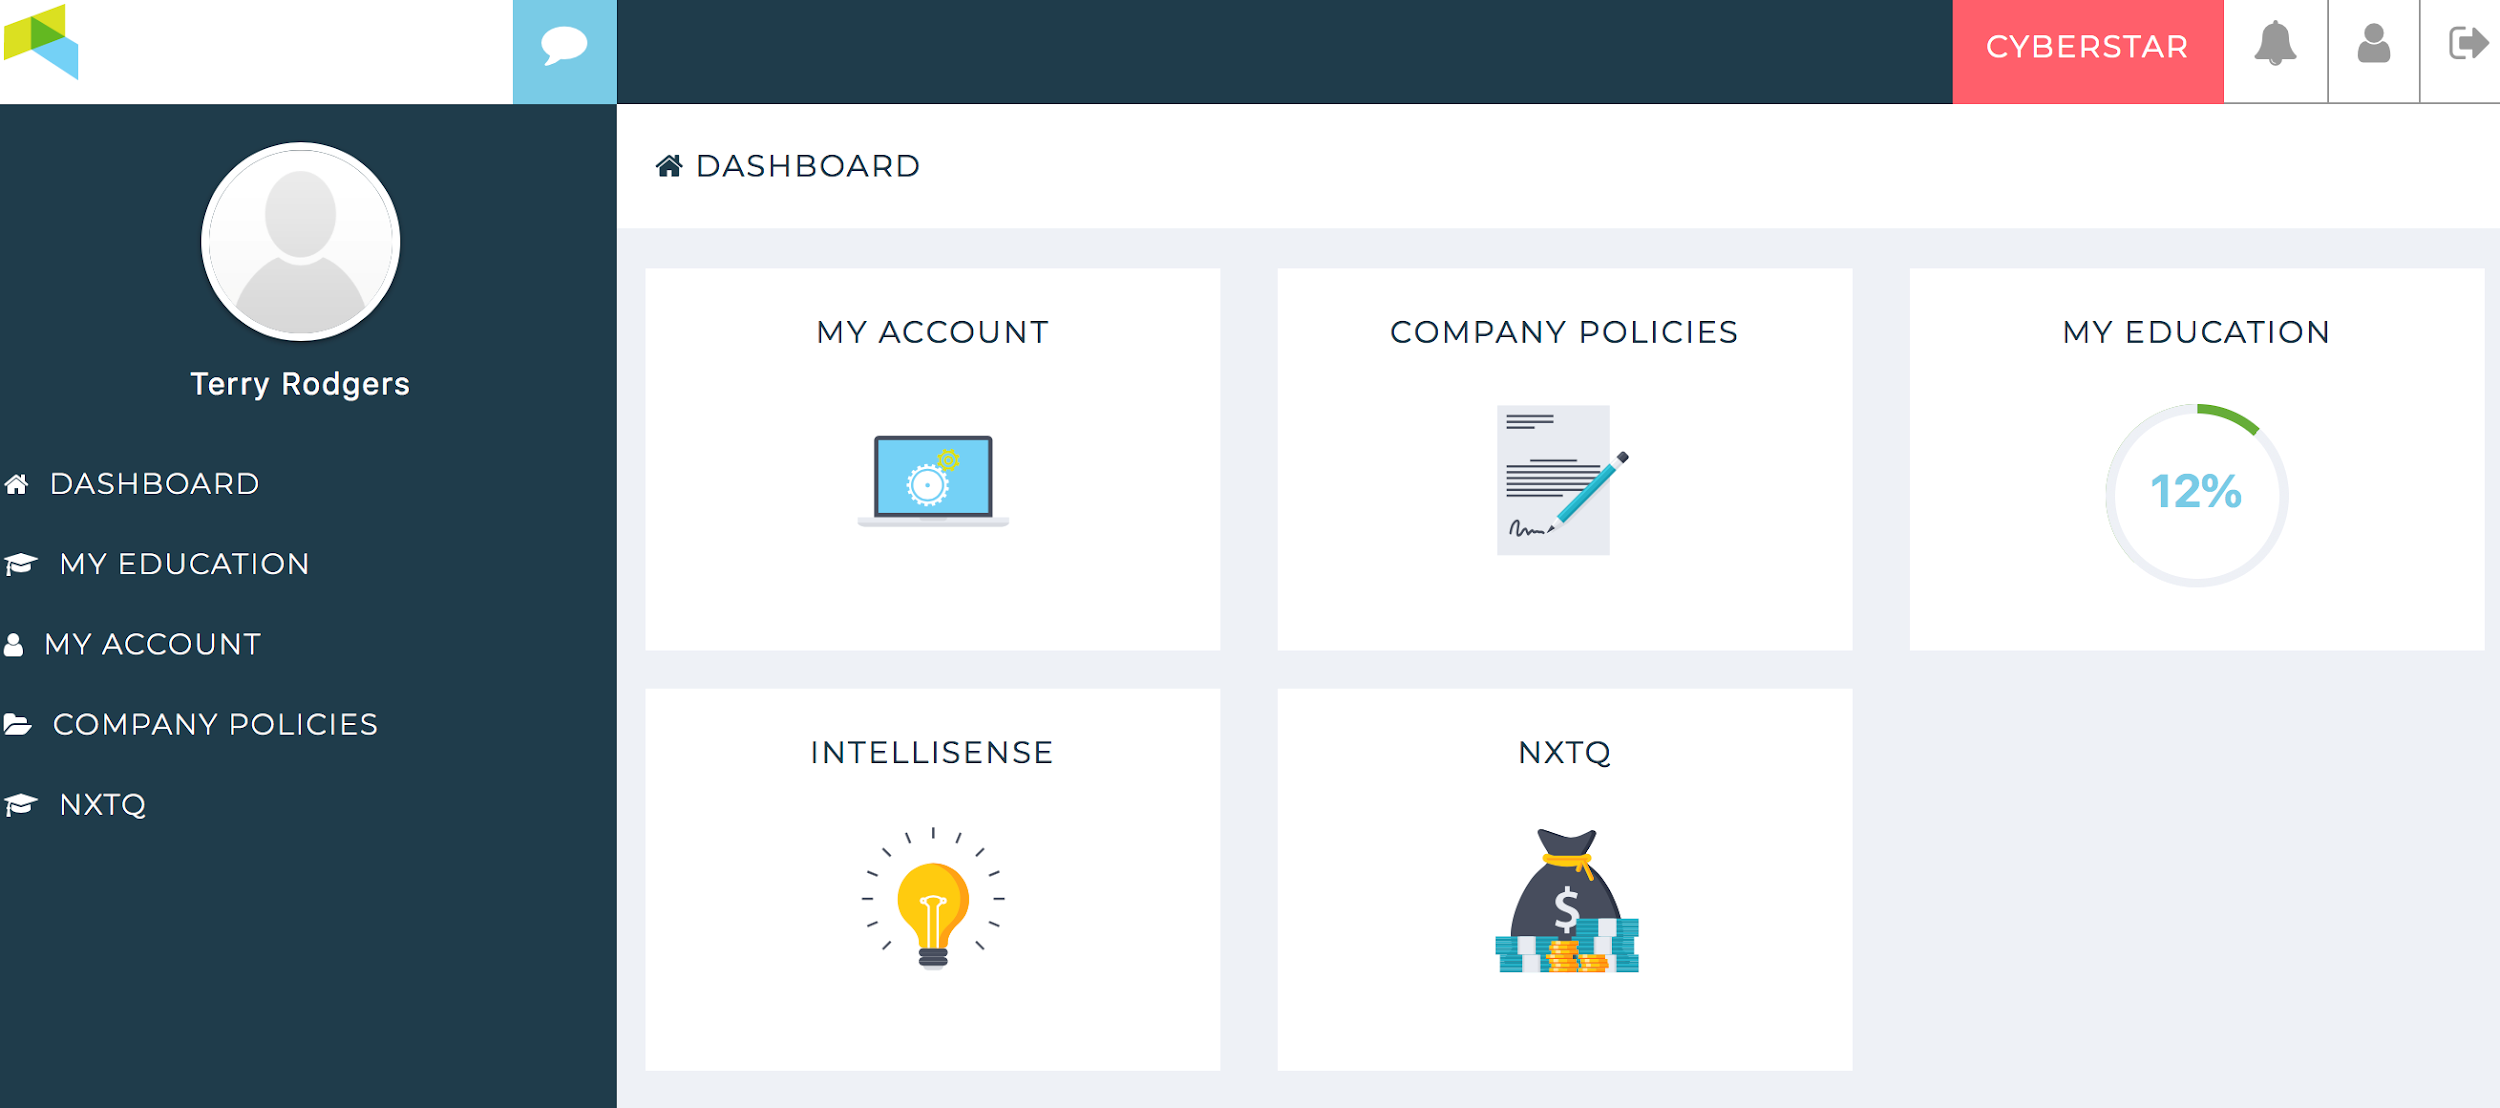 CYBERSTAR
Terry Rodgers
DASHBOARD
MY EDUCATION
MY ACCOUNT
COMPANY POLICIES
NXTQ
DASHBOARD
MY ACCOUNT
COMPANY POLICIES
MY EDUCATION
12%
INTELLISENSE
NXTQ
$